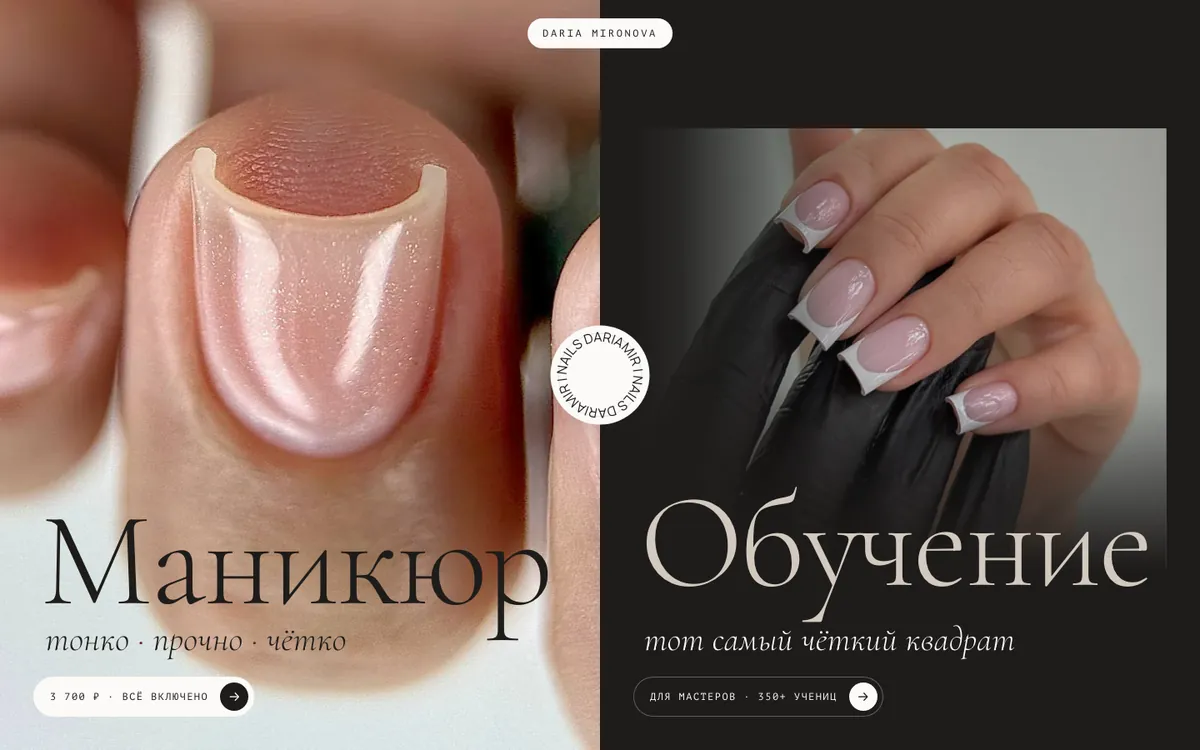 DARIA MIRONOVA
Маникюр
тонко · прочно · чётко
3 700 ₽ · ВСЁ ВКЛЮЧЕНО
DARIAMIR I NAILS DARIAMIR I NAILS
Обучение
тот самый чёткий квадрат
ДЛЯ МАСТЕРОВ · 350+ УЧЕНИЦ